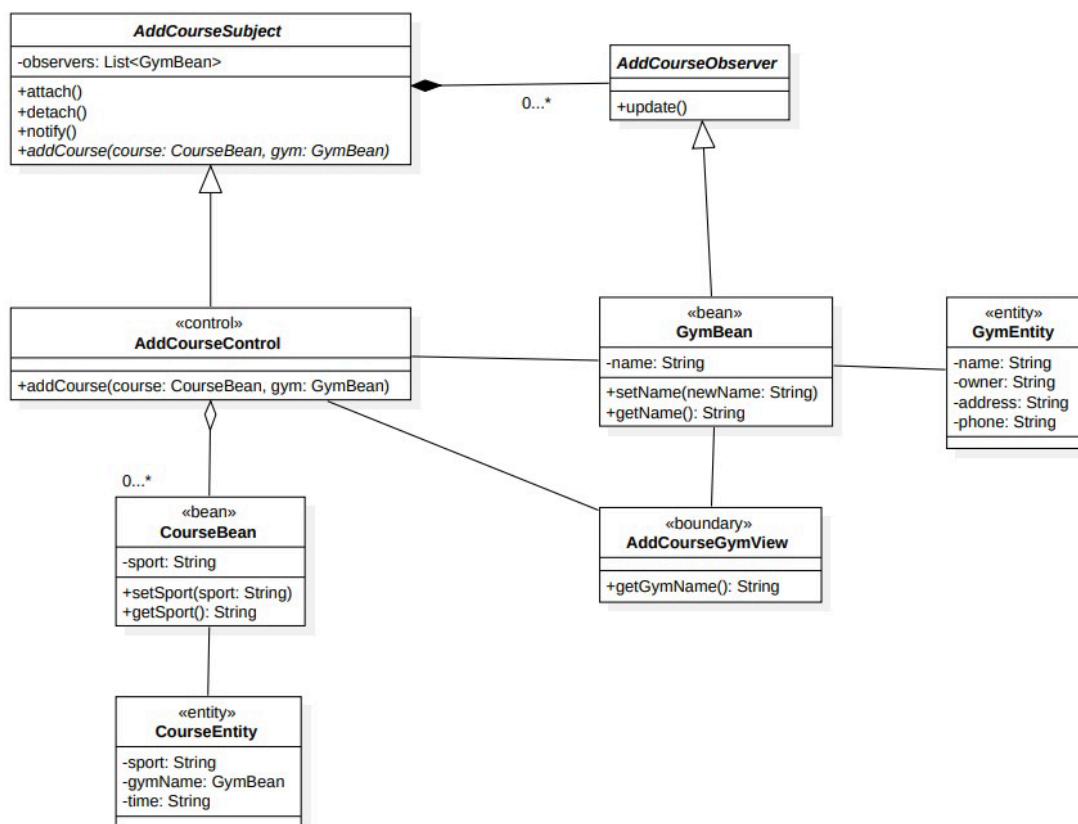 AddCourseSubject
-observers: List<GymBean>
+attach()
+detach()
+notify()
+addCourse(course: CourseBean, gym: GymBean)
0...*
AddCourseObserver
+update()
«control»
AddCourseControl
+addCourse(course: CourseBean, gym: GymBean)
«bean»
GymBean
-name: String
+setName(newName: String)
+getName(): String
«entity»
GymEntity
-name: String
-owner: String
-address: String
-phone: String
0...*
«bean»
CourseBean
-sport: String
+setSport(sport: String)
+getSport(): String
«boundary»
AddCourseGymView
+getGymName(): String
«entity»
CourseEntity
-sport: String
-gymName: GymBean
-time: String